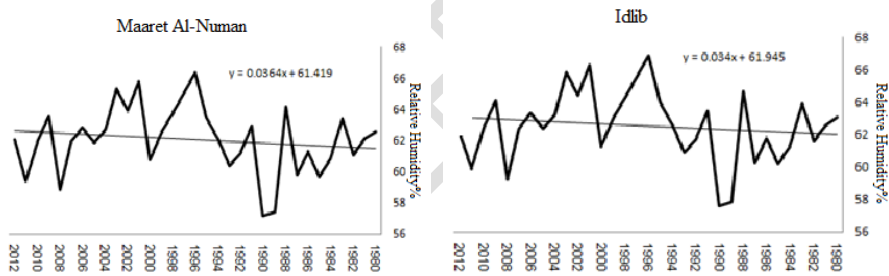 Maaret Al-Numan
y = 0.0364x + 61.419
68
66
64
62
60
58
56
Relative Humidity%
2012 2010 2008 2006 2004 2002 2000 1998 1996 1994 1992 1990 1988 1986 1984 1982 1980
Idlib
y = 0.034x + 61.945
68
66
64
62
60
58
56
Relative Humidity%
2012 2010 2008 2006 2004 2002 2000 1998 1996 1994 1992 1990 1988 1986 1984 1982 1980